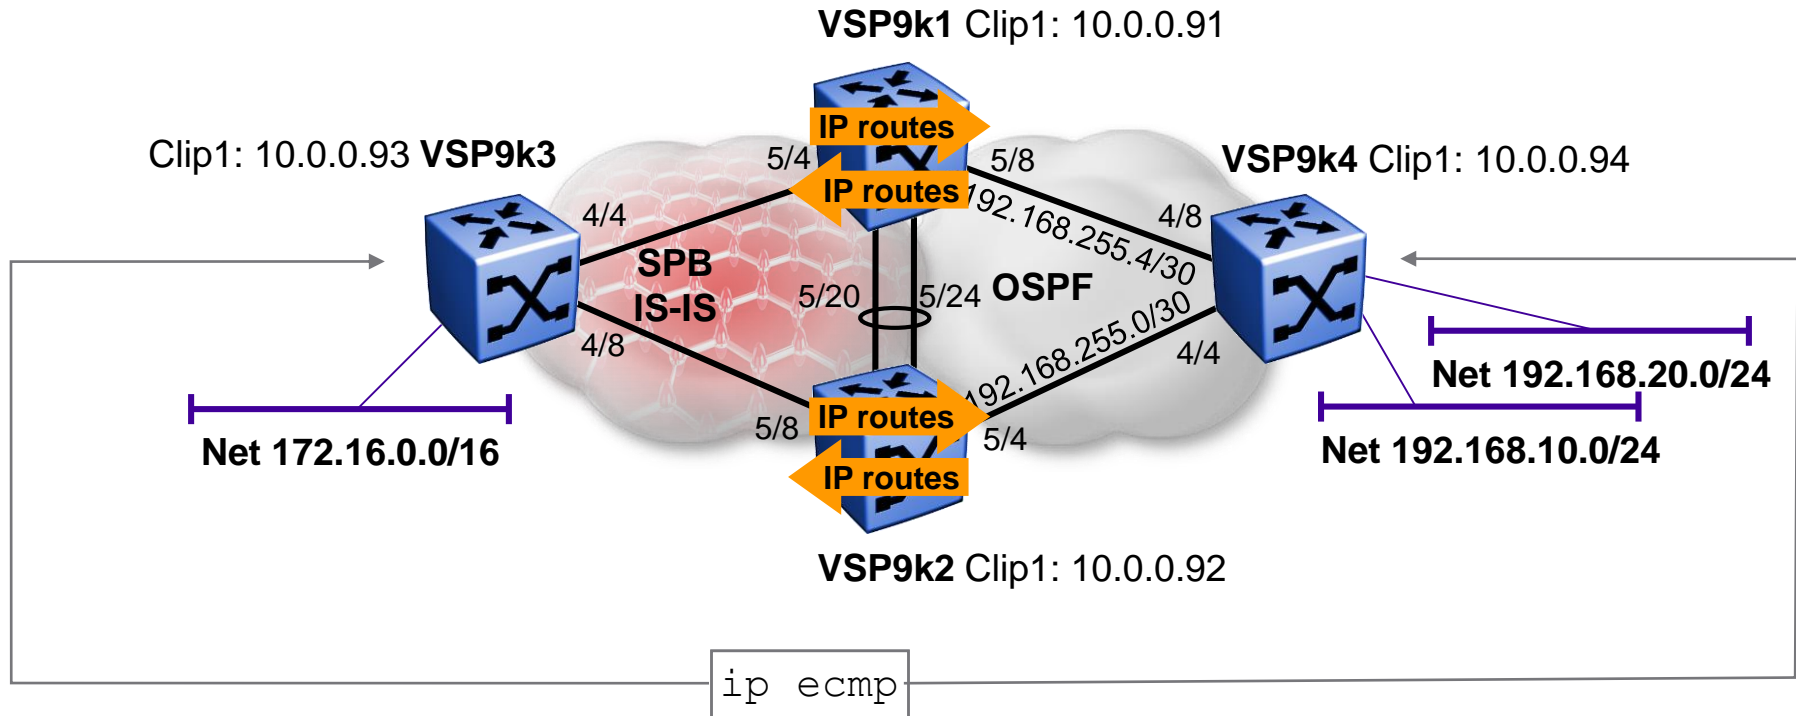 VSP9k1 Clip1: 10.0.0.91
IP routes
IP routes
Clip1: 10.0.0.93 VSP9k3
5/4
5/8
VSP9k4 Clip1: 10.0.0.94
4/4
192.168.255.4/30
4/8
SPB
IS-IS
5/20
5/24
OSPF
4/8
192.168.255.0/30
4/4
Net 192.168.20.0/24
IP routes
5/8
5/4
Net 172.16.0.0/16
Net 192.168.10.0/24
IP routes
VSP9k2 Clip1: 10.0.0.92
ip ecmp